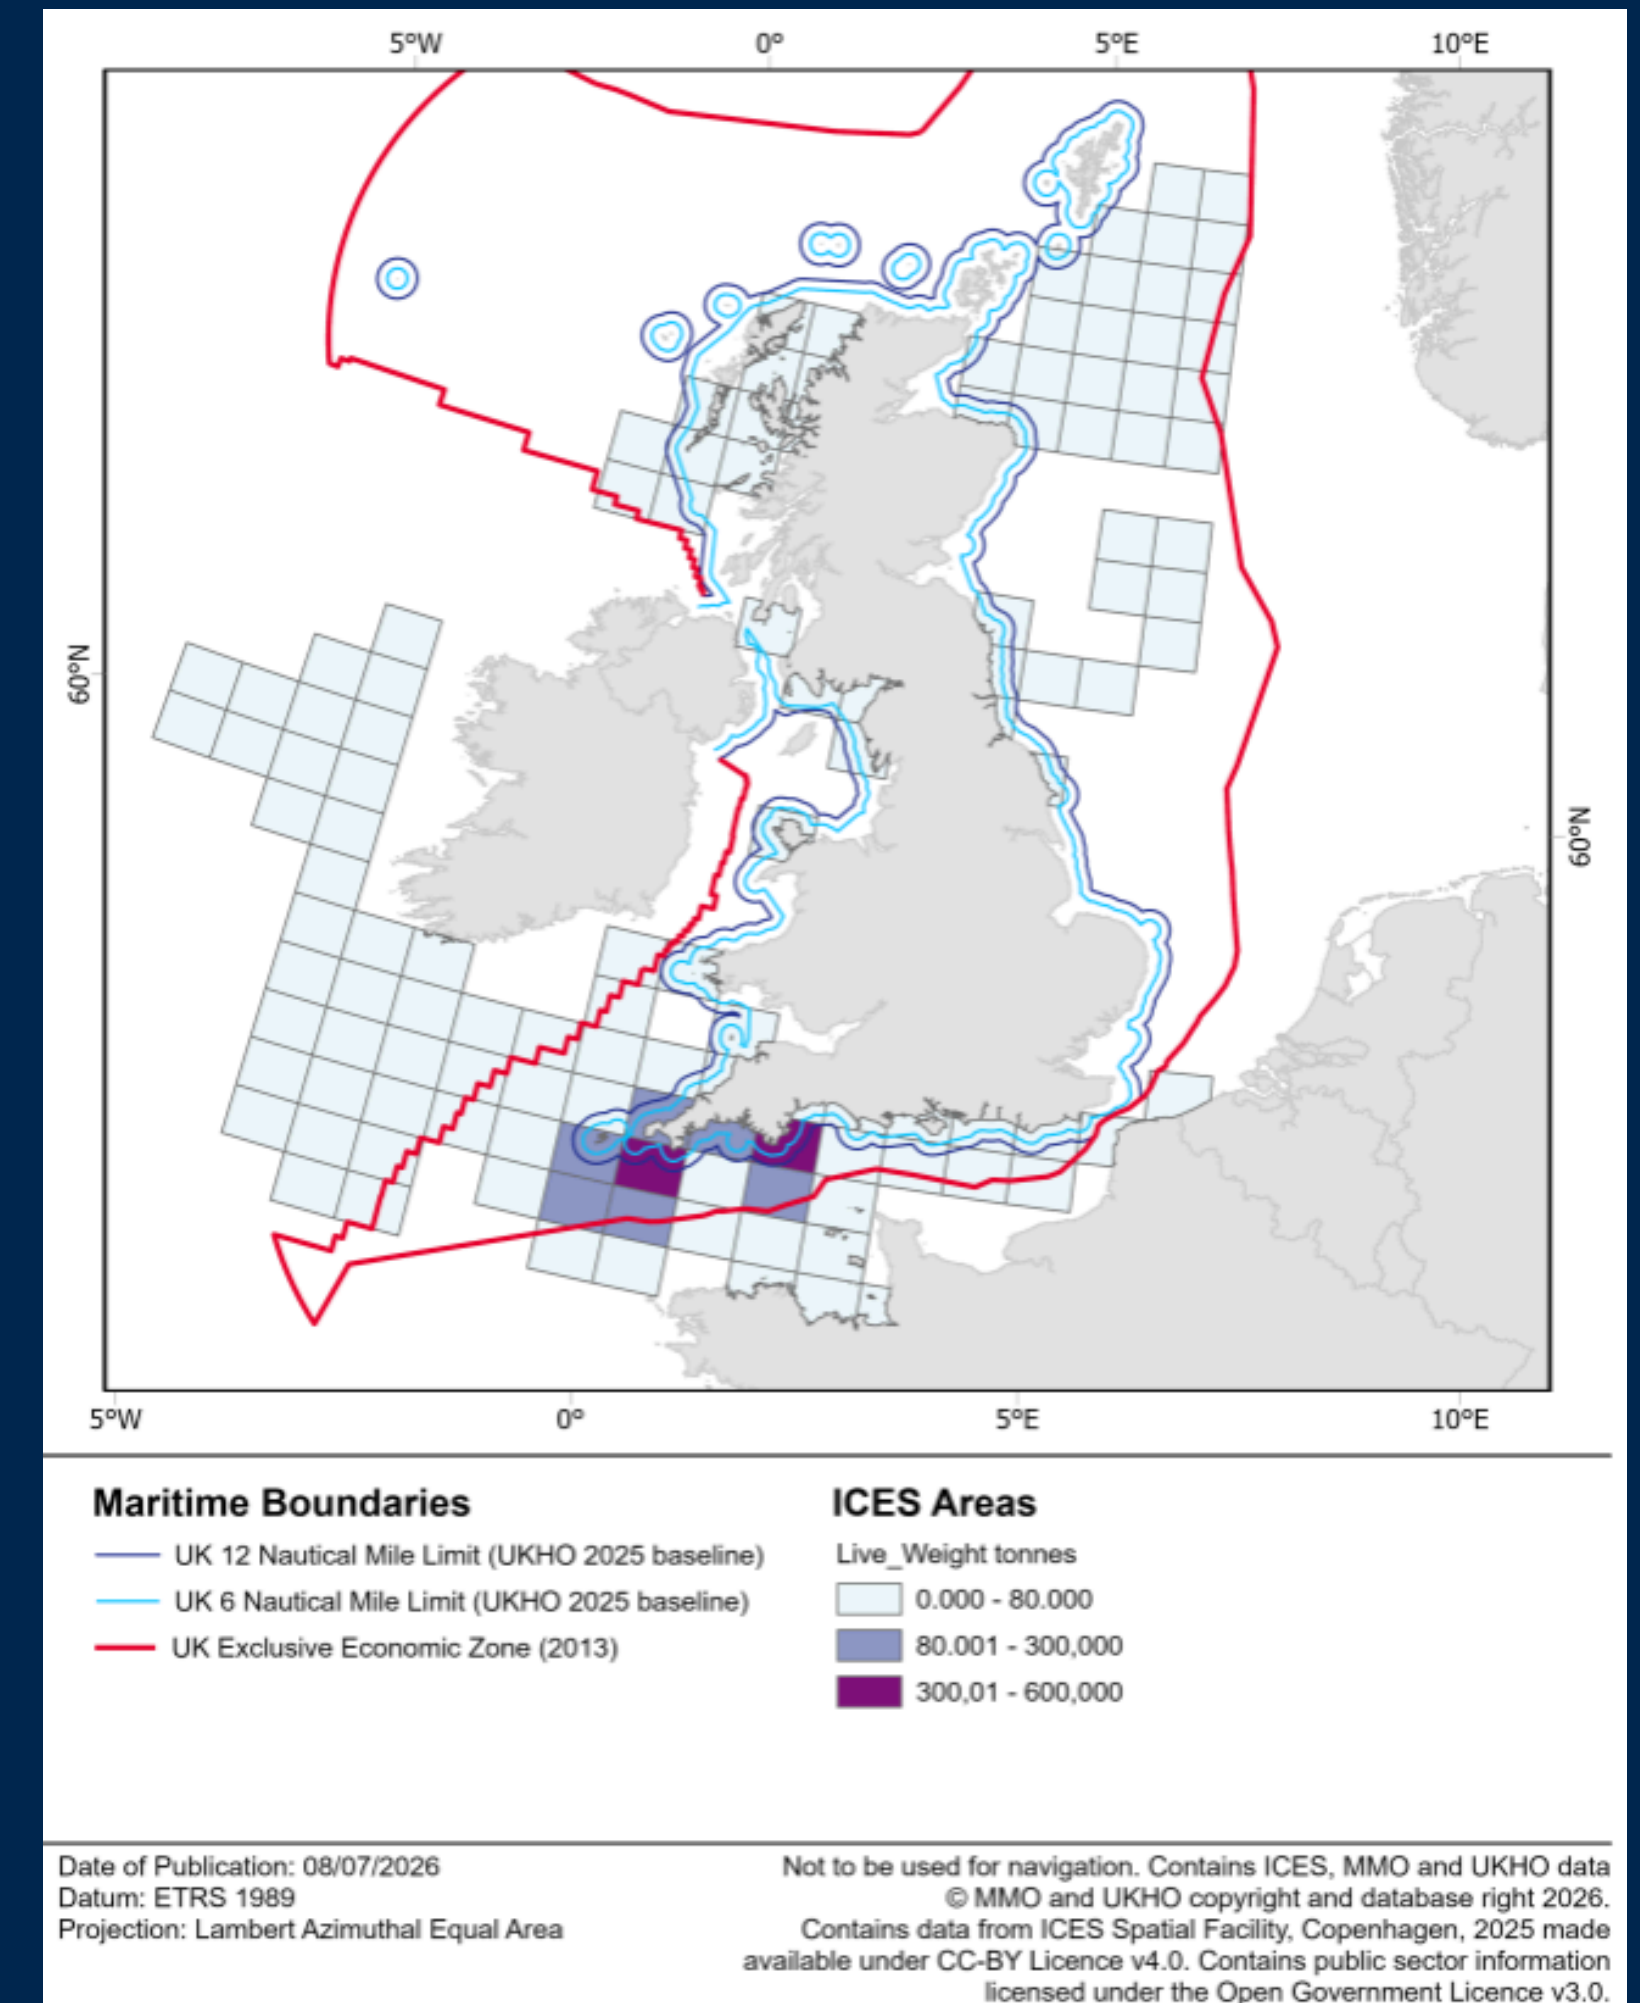 5°W 0° 5°E 10°E
60°N
60°N
5°W 0° 5°E 10°E
Maritime Boundaries
UK 12 Nautical Mile Limit (UKHO 2025 baseline)
UK 6 Nautical Mile Limit (UKHO 2025 baseline)
UK Exclusive Economic Zone (2013)
ICES Areas
Live_Weight tonnes
0.000 - 80.000
80.001 - 300,000
300,01 - 600,000
Date of Publication: 08/07/2026
Datum: ETRS 1989
Projection: Lambert Azimuthal Equal Area
Not to be used for navigation. Contains ICES, MMO and UKHO data
© MMO and UKHO copyright and database right 2026.
Contains data from ICES Spatial Facility, Copenhagen, 2025 made
available under CC-BY Licence v4.0. Contains public sector information
licensed under the Open Government Licence v3.0.